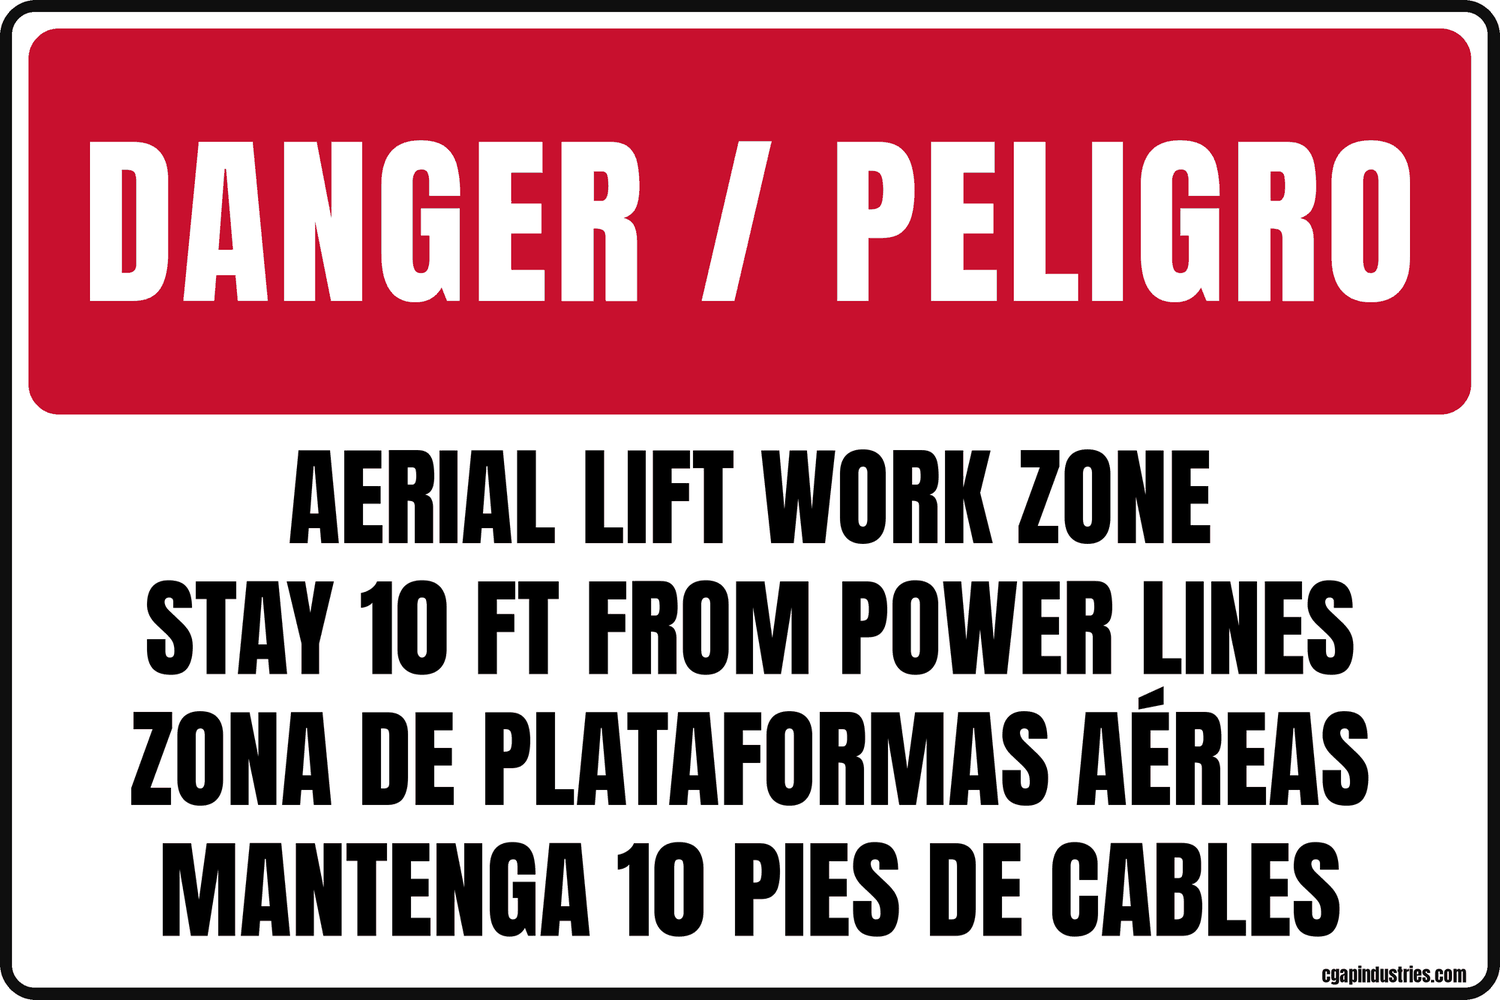 DANGER / PELIGRO
AERIAL LIFT WORK ZONE
STAY 10 FT FROM POWER LINES
ZONA DE PLATAFORMAS AÉREAS
MANTENGA 10 PIES DE CABLES
cgapindustries.com